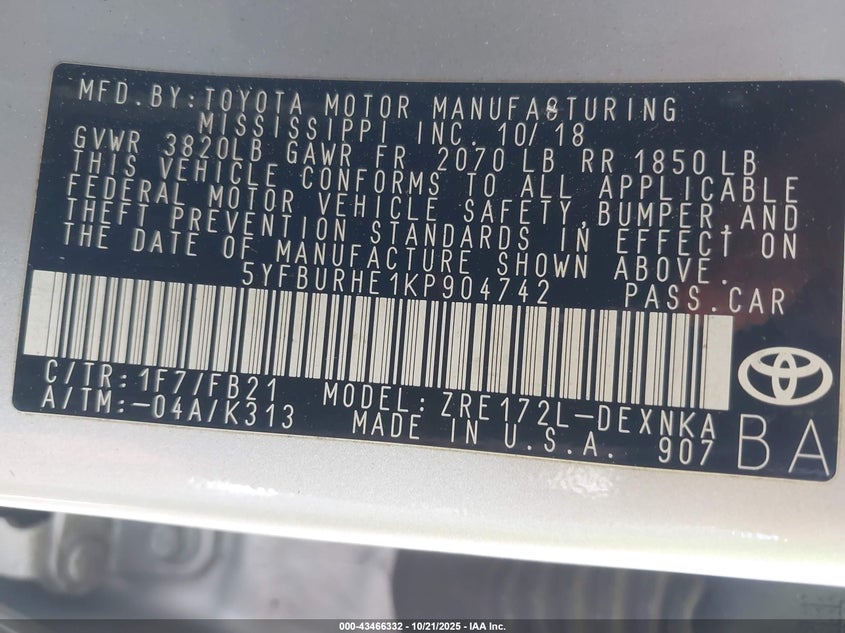 MFD.BY:TOYOTA MOTOR MANUFACTURING
MISSISSIPPI INC. 10/18
GVWR 3820LB GAWR FR 2070 LB RR 1850LB
THIS VEHICLE CONFORMS TO ALL APPLICABLE
FEDERAL MOTOR VEHICLE SAFETY,BUMPER,AND
THEFT PREVENTION STANDARDS IN EFFECT ON
THE DATE OF MANUFACTURE SHOWN ABOVE.
5YFBURHE1KP904742 PASS.CAR
C/TR:1F7/FB21 MODEL:ZRE172L-DEXNKA
A/TM:-04A/K313 MADE IN U.S.A. 907
BA
000-43466332 - 10/21/2025 - IAA Inc.